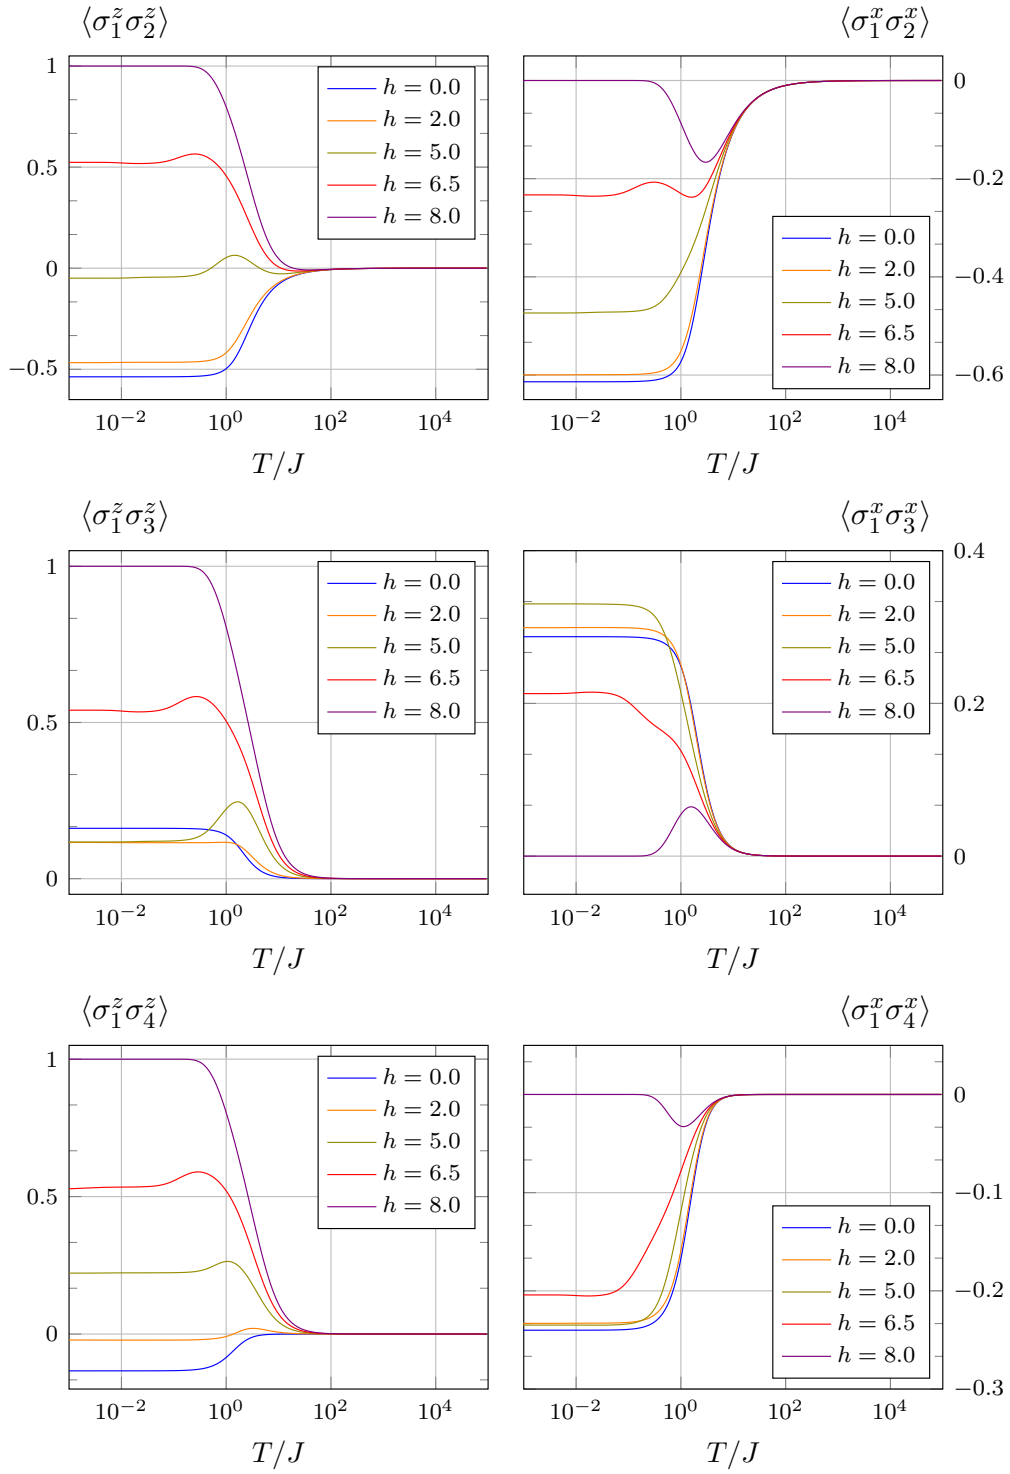 ⟨σ₁ᶻσ₂ᶻ⟩
1
0.5
0
−0.5
h = 0.0
h = 2.0
h = 5.0
h = 6.5
h = 8.0
10⁻² 10⁰ 10² 10⁴
T/J
⟨σ₁ˣσ₂ˣ⟩
0
−0.2
−0.4
−0.6
h = 0.0
h = 2.0
h = 5.0
h = 6.5
h = 8.0
10⁻² 10⁰ 10² 10⁴
T/J
⟨σ₁ᶻσ₃ᶻ⟩
1
0.5
0
h = 0.0
h = 2.0
h = 5.0
h = 6.5
h = 8.0
10⁻² 10⁰ 10² 10⁴
T/J
⟨σ₁ˣσ₃ˣ⟩
0.4
0.2
0
h = 0.0
h = 2.0
h = 5.0
h = 6.5
h = 8.0
10⁻² 10⁰ 10² 10⁴
T/J
⟨σ₁ᶻσ₄ᶻ⟩
1
0.5
0
h = 0.0
h = 2.0
h = 5.0
h = 6.5
h = 8.0
10⁻² 10⁰ 10² 10⁴
T/J
⟨σ₁ˣσ₄ˣ⟩
0
−0.1
−0.2
−0.3
h = 0.0
h = 2.0
h = 5.0
h = 6.5
h = 8.0
10⁻² 10⁰ 10² 10⁴
T/J